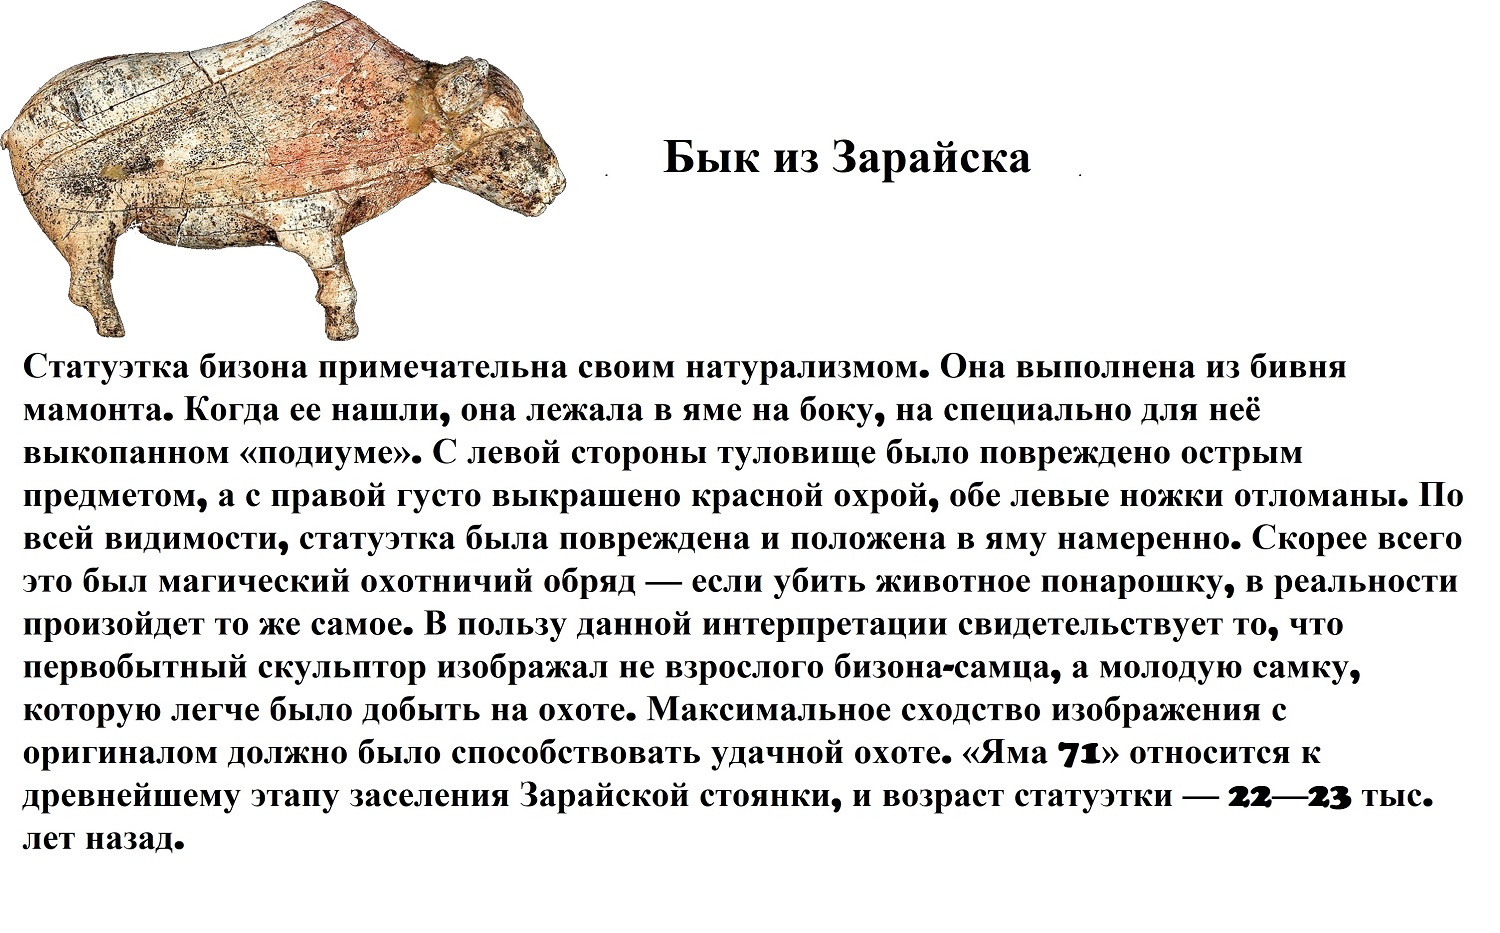 Бык из Зарайска
Статуэтка бизона примечательна своим натурализмом. Она выполнена из бивня
мамонта. Когда ее нашли, она лежала в яме на боку, на специально для неё
выкопанном «подиуме». С левой стороны туловище было повреждено острым
предметом, а с правой густо выкрашено красной охрой, обе левые ножки отломаны. По
всей видимости, статуэтка была повреждена и положена в яму намеренно. Скорее всего
это был магический охотничий обряд — если убить животное понарошку, в реальности
произойдет то же самое. В пользу данной интерпретации свидетельствует то, что
первобытный скульптор изображал не взрослого бизона-самца, а молодую самку,
которую легче было добыть на охоте. Максимальное сходство изображения с
оригиналом должно было способствовать удачной охоте. «Яма 71» относится к
древнейшему этапу заселения Зарайской стоянки, и возраст статуэтки — 22—23 тыс.
лет назад.